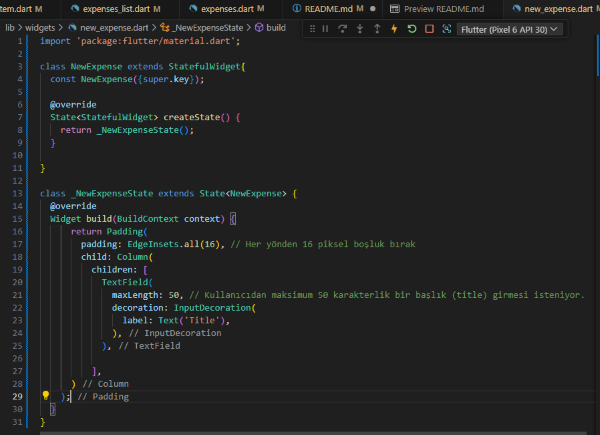 tem.dart M expenses_list.dart M expenses.dart M README.md M Preview README.md new_expense.dart M
lib > widgets > new_expense.dart > _NewExpenseState > build Flutter (Pixel 6 API 30)
1 import 'package:flutter/material.dart';
2
3 class NewExpense extends StatefulWidget{
4 const NewExpense({super.key});
5
6 @override
7 State<StatefulWidget> createState() {
8 return _NewExpenseState();
9 }
10
11 }
12
13 class _NewExpenseState extends State<NewExpense> {
14 @override
15 Widget build(BuildContext context) {
16 return Padding(
17 padding: EdgeInsets.all(16), // Her yönden 16 piksel boşluk bırak
18 child: Column(
19 children: [
20 TextField(
21 maxLength: 50, // Kullanıcıdan maksimum 50 karakterlik bir başlık (title) girmesi isteniyor.
22 decoration: InputDecoration(
23 label: Text('Title'),
24 ), // InputDecoration
25 ), // TextField
26
27 ],
28 ) // Column
29 ); // Padding
30 }
31 }